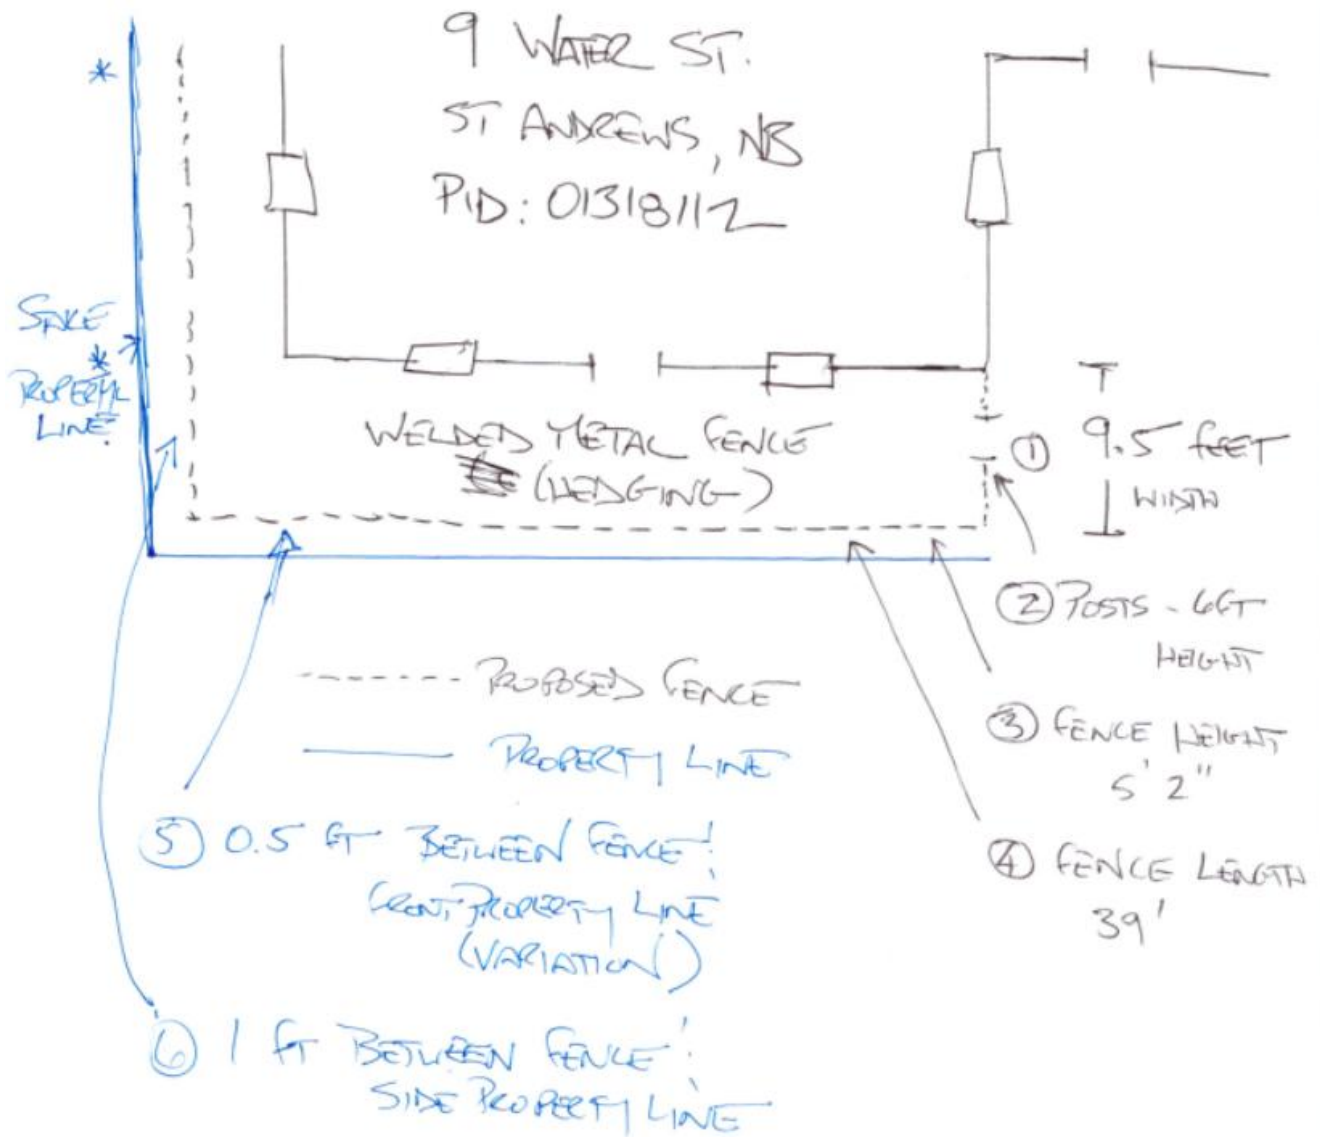 9 WATER ST.
ST ANDREWS, NB
PID: 01318112
*
STAKE
*
PROPERTY
LINE
WELDED METAL FENCE
(HEDGING)
① 9.5 FEET
WIDTH
② POSTS - 6FT
HEIGHT
③ FENCE HEIGHT
5' 2"
④ FENCE LENGTH
39'
PROPOSED FENCE
PROPERTY LINE
⑤ 0.5 FT BETWEEN FENCE &
FRONT PROPERTY LINE
(VARIATION)
⑥ 1 FT BETWEEN FENCE &
SIDE PROPERTY LINE